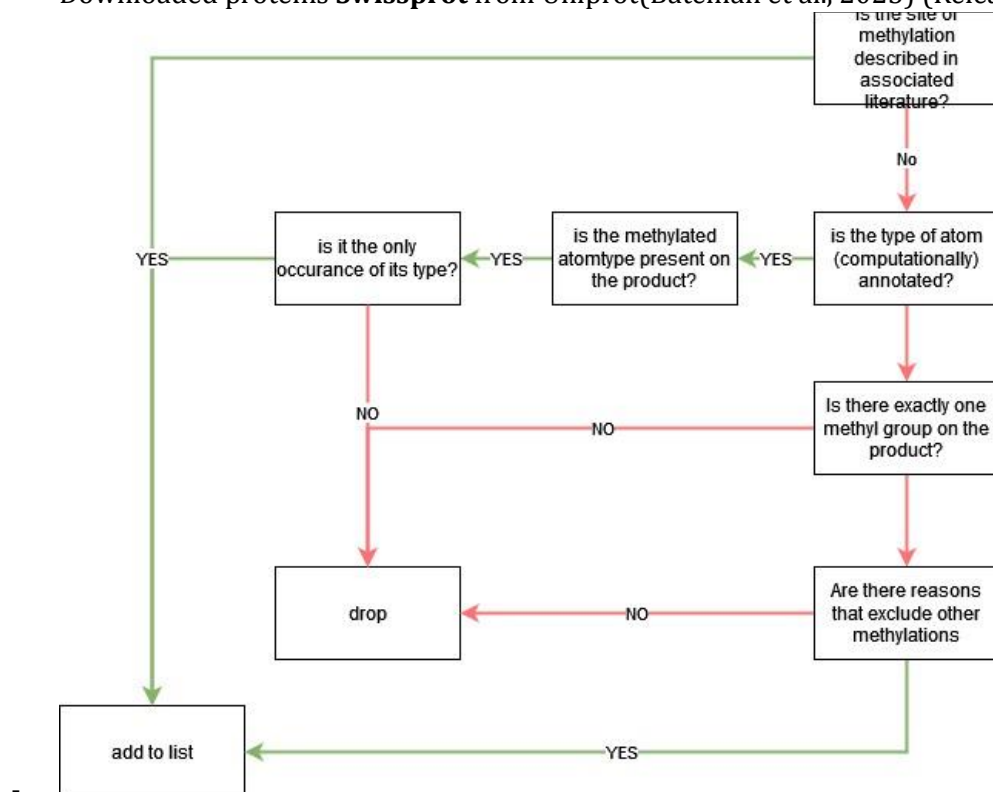 Downloaded proteins Swissprot from Uniprot(Bateman et al., 2023) (Relea
is the site of
methylation
described in
associated
literature?
No
is it the only
occurance of its type?
YES
is the methylated
atomtype present on
the product?
YES
is the type of atom
(computationally)
annotated?
YES
NO
Is there exactly one
methyl group on the
product?
NO
drop
NO
Are there reasons
that exclude other
methylations
add to list
YES